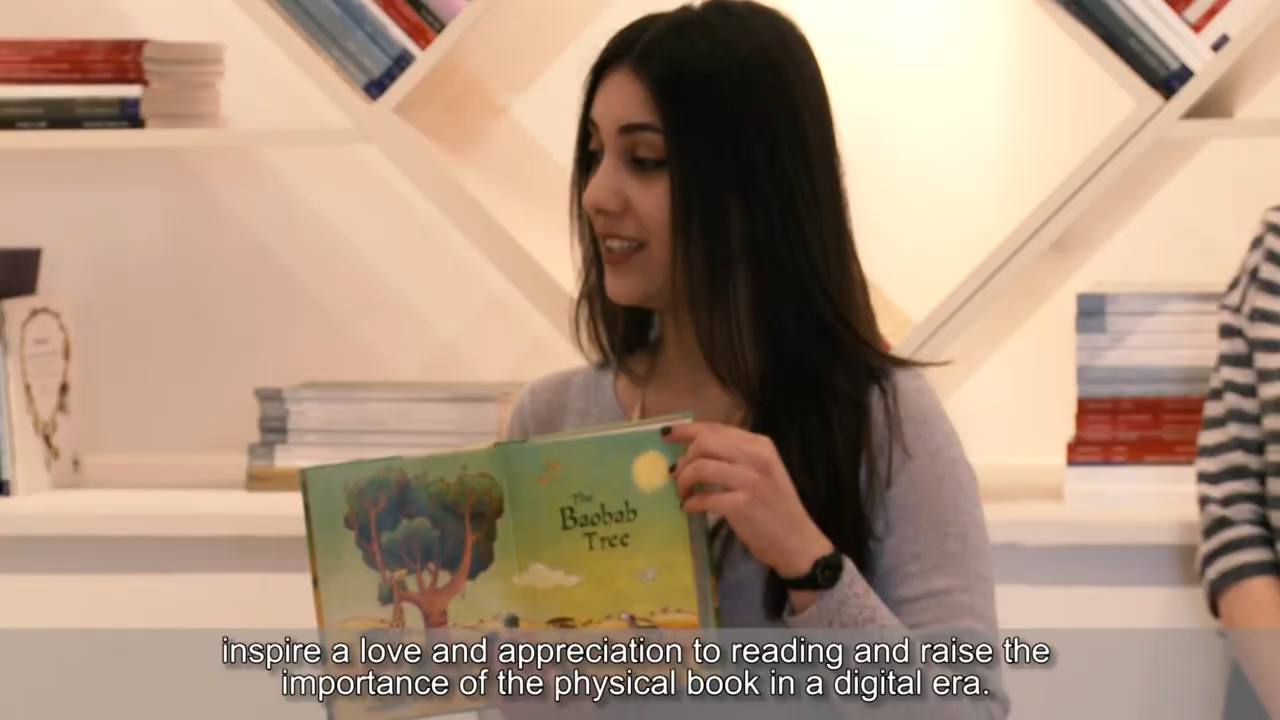 The
Baobab
Tree
inspire a love and appreciation to reading and raise the
importance of the physical book in a digital era.